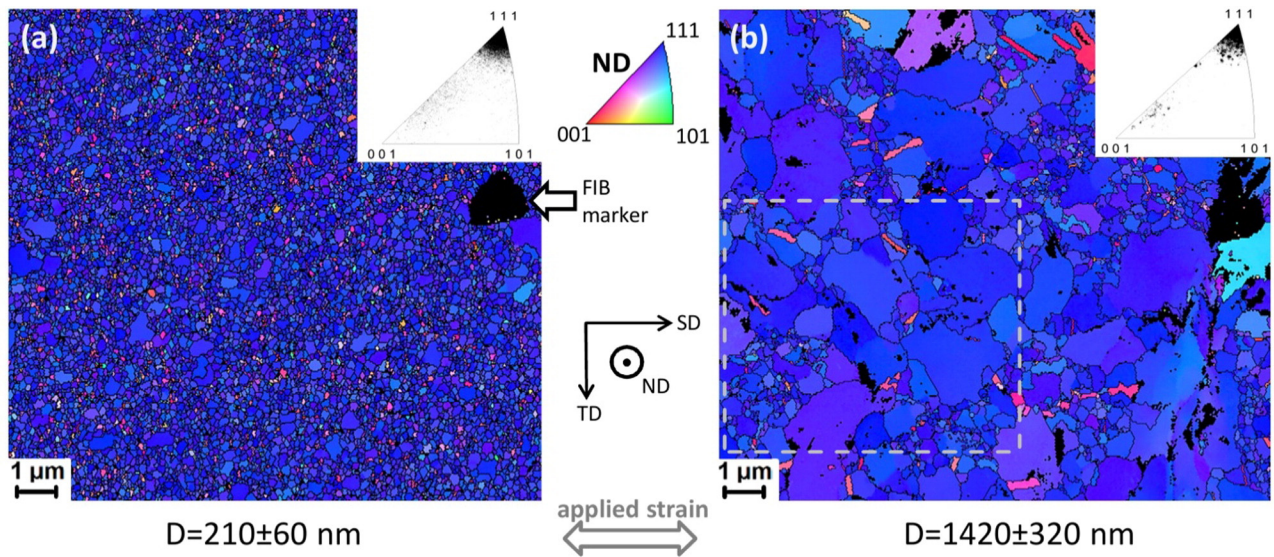 (a)
1 1 1
0 0 1
1 0 1
ND
111
001
101
FIB
marker
SD
ND
TD
1 µm
D=210±60 nm
applied strain
(b)
1 1 1
0 0 1
1 0 1
1 µm
D=1420±320 nm